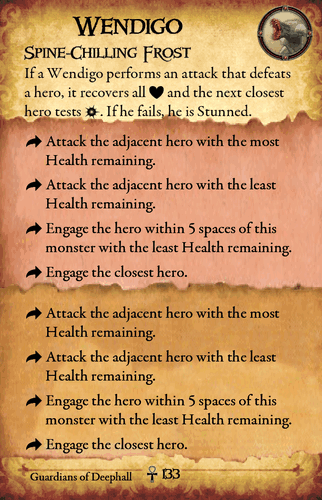 Wendigo
Spine-Chilling Frost
If a Wendigo performs an attack that defeats
a hero, it recovers all and the next closest
hero tests . If he fails, he is Stunned.
Attack the adjacent hero with the most
Health remaining.
Attack the adjacent hero with the least
Health remaining.
Engage the hero within 5 spaces of this
monster with the least Health remaining.
Engage the closest hero.
Attack the adjacent hero with the most
Health remaining.
Attack the adjacent hero with the least
Health remaining.
Engage the hero within 5 spaces of this
monster with the least Health remaining.
Engage the closest hero.
Guardians of Deephall 133